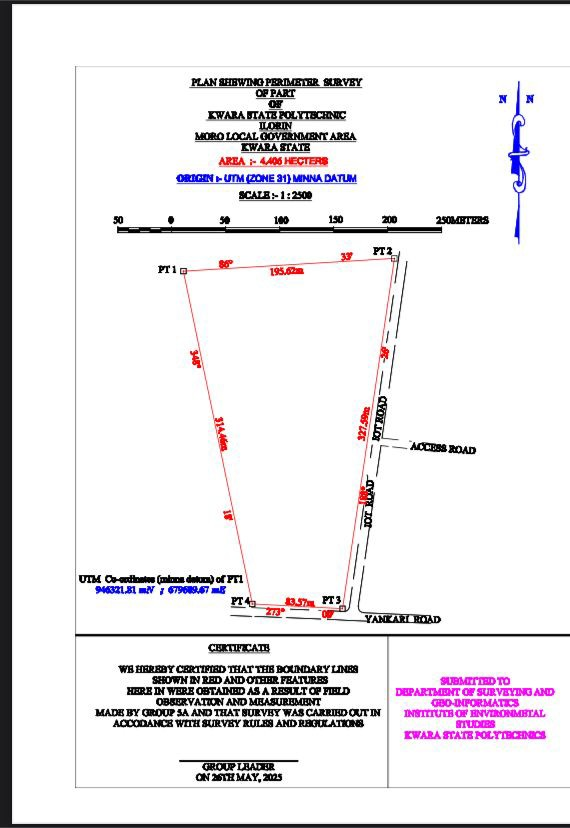 PLAN SHEWING PERIMETER SURVEY
OF PART
OF
KWARA STATE POLYTECHNIC
ILORIN
MORO LOCAL GOVERNMENT AREA
KWARA STATE
AREA :- 4.406 HECTERS
ORIGIN :- UTM (ZONE 31) MINNA DATUM
SCALE :- 1 : 2500
N N
50 0 50 100 150 200 250METERS
PT 1
86°
195.62m
33'
PT 2
348°
314.46m
18'
327.59m
IOT ROAD
ACCESS ROAD
IOT ROAD
UTM Co-ordinates (minna datum) of PT1
946321.81 mN ; 679689.67 mE
PT 4
83.57m
PT 3
273°
YANKARI ROAD
CERTIFICATE
WE HEREBY CERTIFIED THAT THE BOUNDARY LINES
SHOWN IN RED AND OTHER FEATURES
HERE IN WERE OBTAINED AS A RESULT OF FIELD
OBSERVATION AND MEASUREMENT
MADE BY GROUP 3A AND THAT SURVEY WAS CARRIED OUT IN
ACCODANCE WITH SURVEY RULES AND REGULATIONS
GROUP LEADER
ON 26TH MAY, 2025
SUBMITTED TO
DEPARTMENT OF SURVEYING AND
GEO-INFORMATICS
INSTITUTE OF ENVIRONMETAL
STUDIES
KWARA STATE POLYTECHNICS